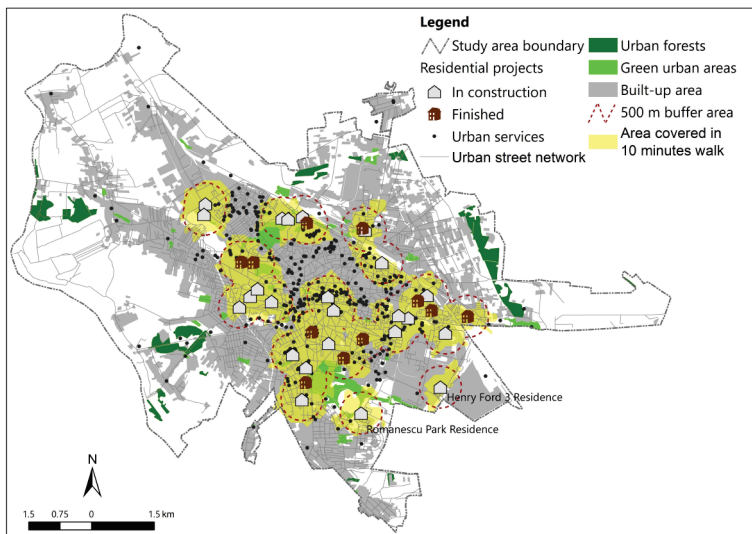 Legend
Study area boundary
Residential projects
In construction
Finished
Urban services
Urban street network
Urban forests
Green urban areas
Built-up area
500 m buffer area
Area covered in
10 minutes walk
Henry Ford 3 Residence
Romanescu Park Residence
N
1.5 0.75 0 1.5 km